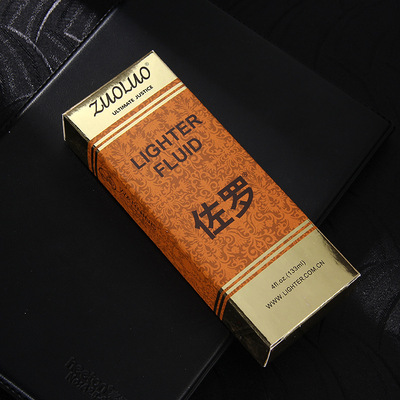 ZUOLUO
ULTIMATE JUSTICE
LIGHTER
FLUID
佐罗
4fl.oz.(133ml)
WWW.LIGHTER.COM.CN